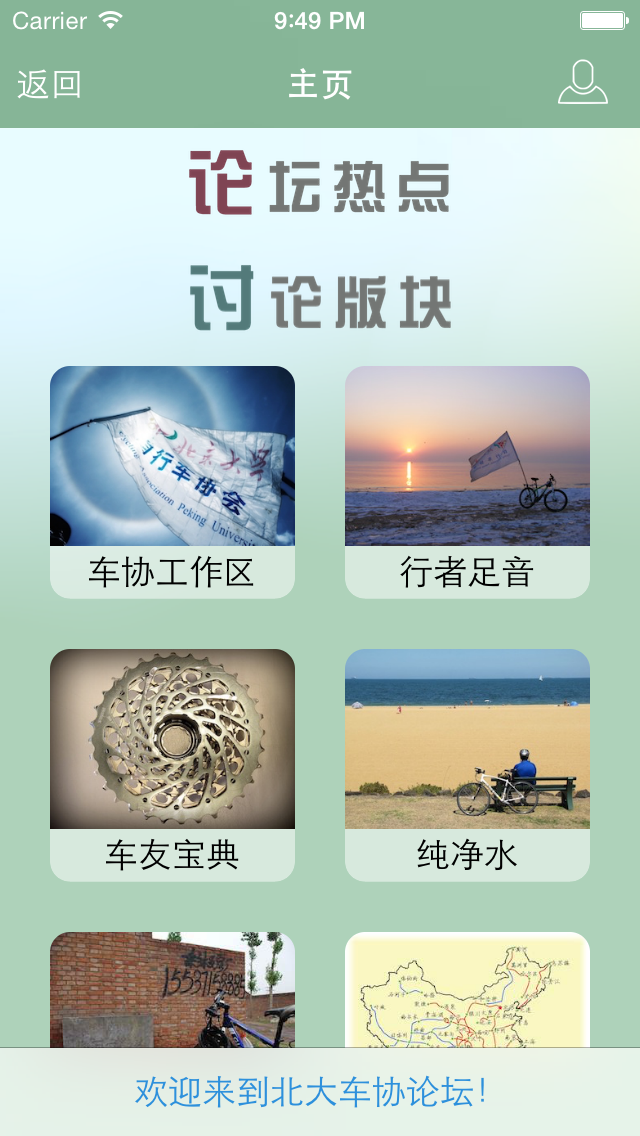 Carrier 9:49 PM
返回 主页
论坛热点
讨论版块
北京大学
自行车协会
Cycling Association Peking University
车协工作区
行者足音
车友宝典
纯净水
欢迎来到北大车协论坛！